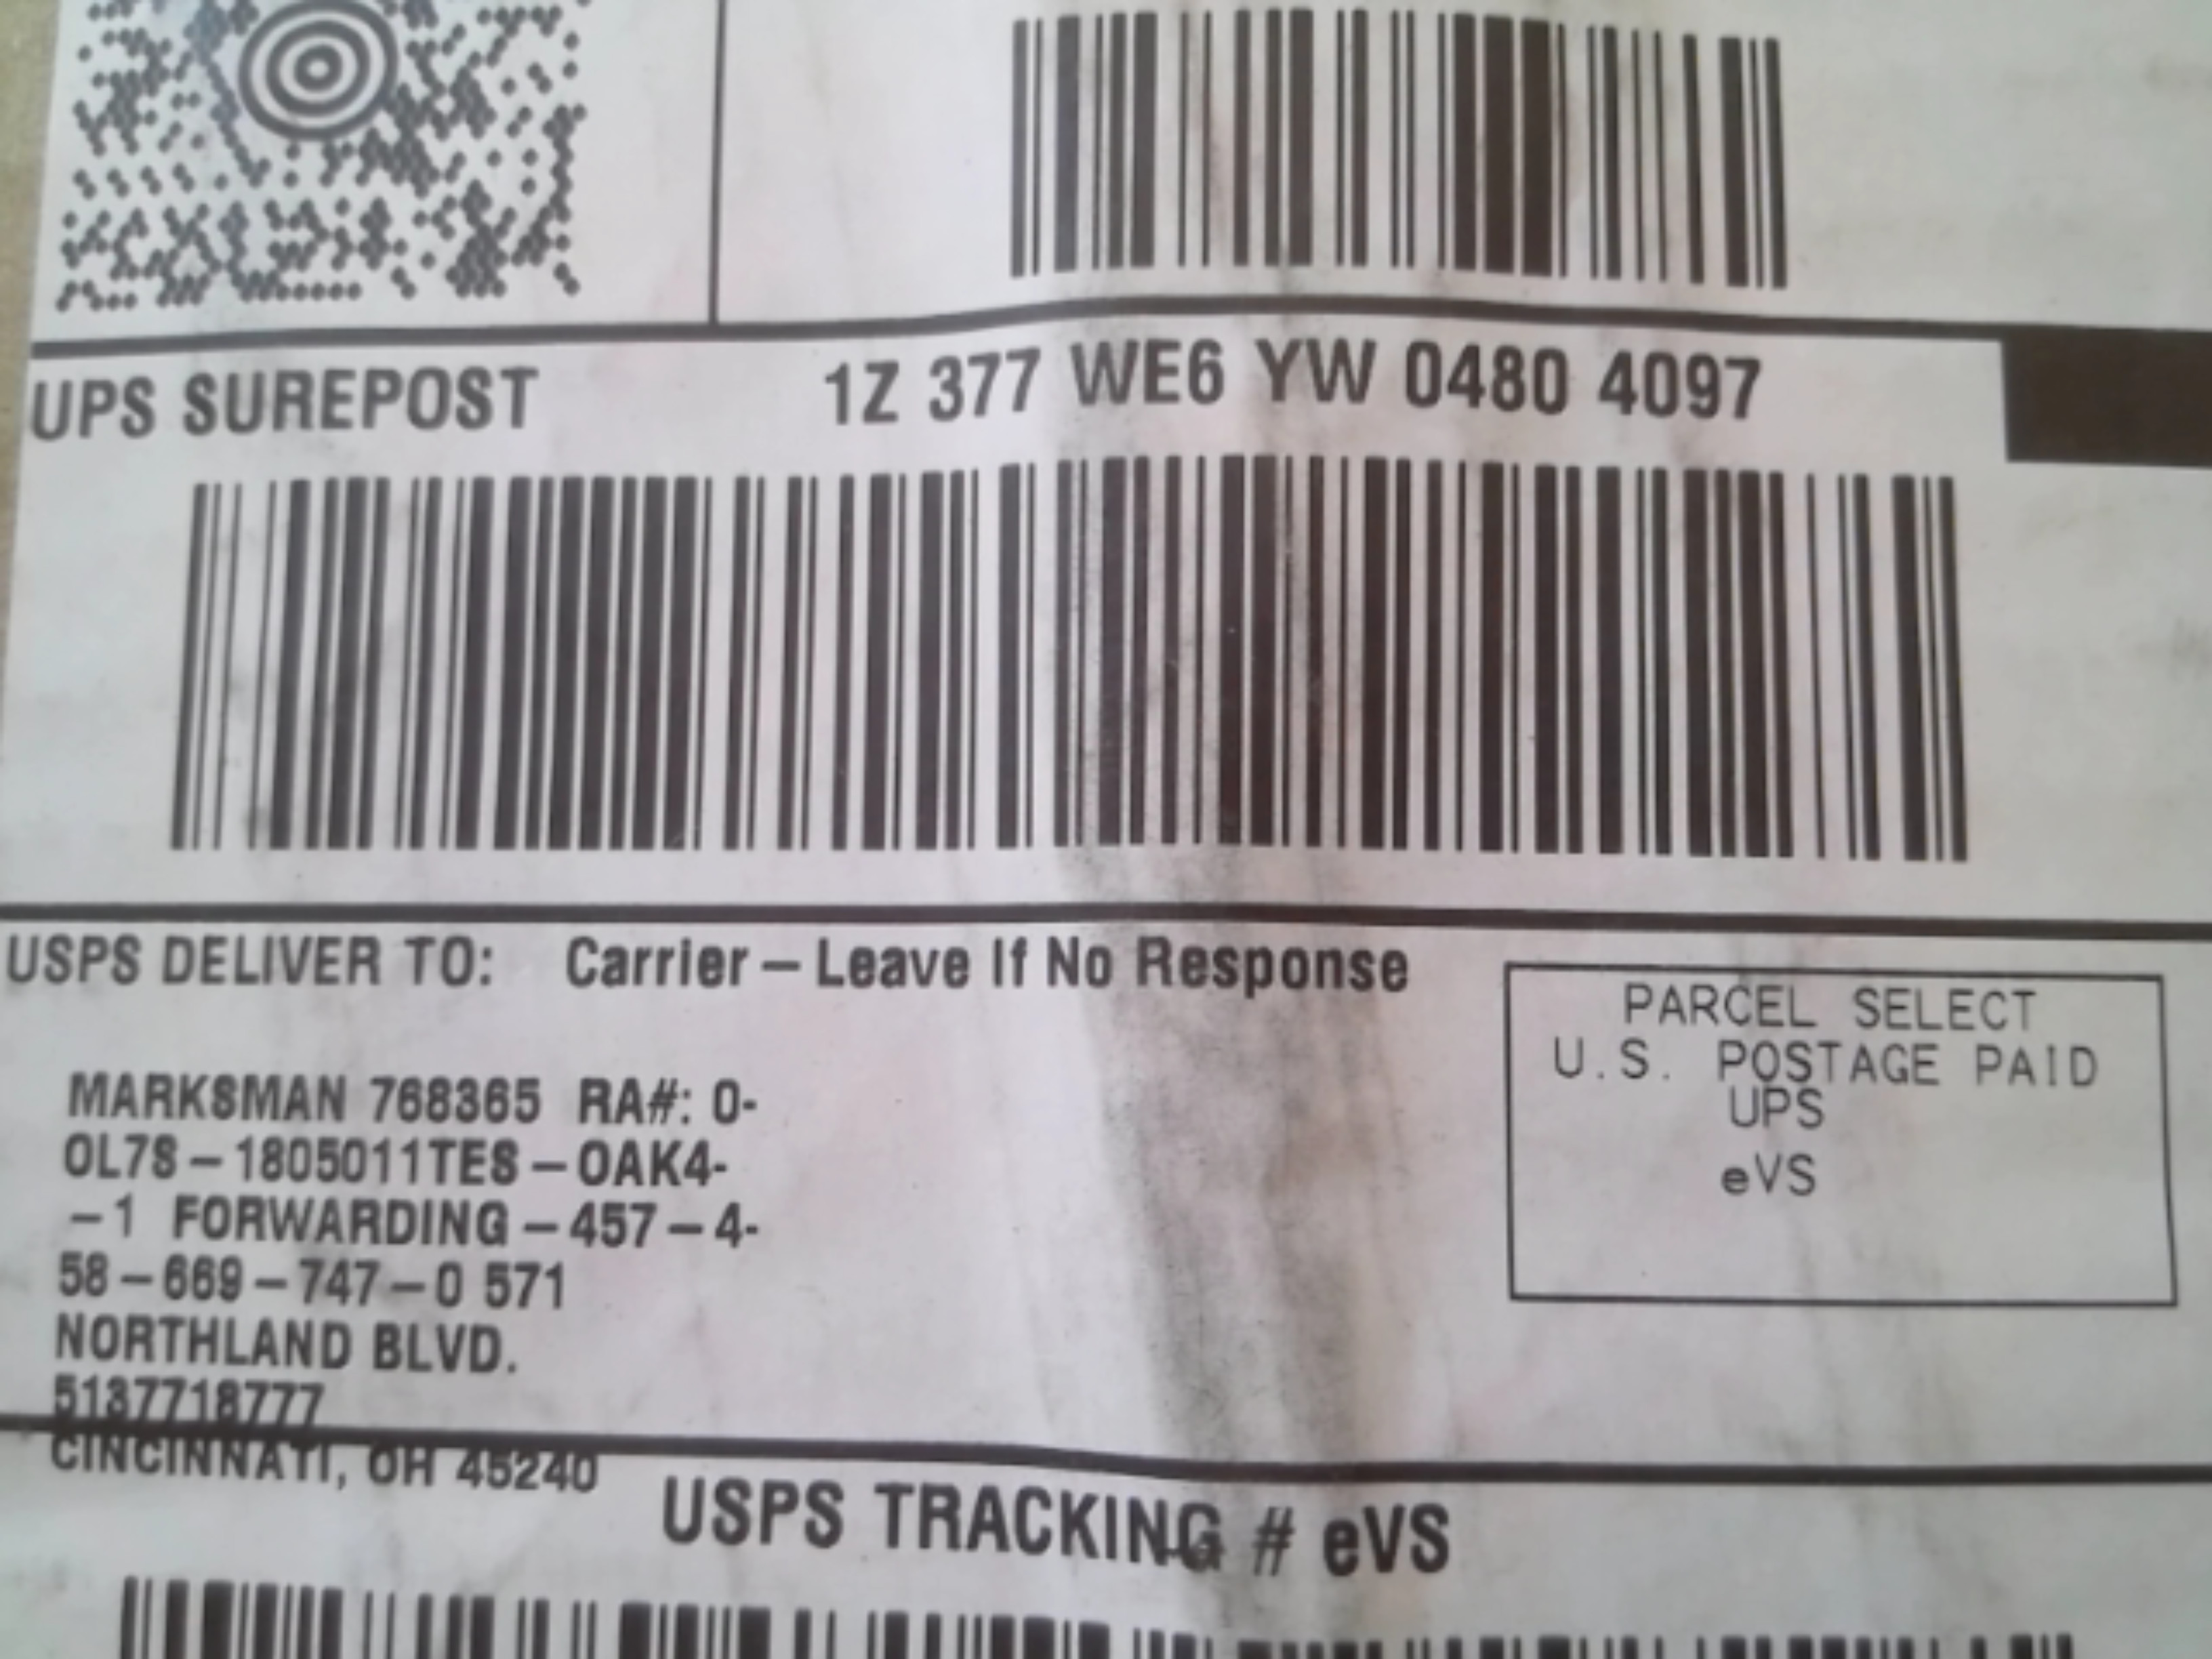 UPS SUREPOST 1Z 377 WE6 YW 0480 4097
USPS DELIVER TO: Carrier – Leave If No Response
PARCEL SELECT
U.S. POSTAGE PAID
UPS
eVS
MARKSMAN 768365 RA#: 0-
OL7S – 1805011TES – OAK4-
– 1 FORWARDING – 457 – 4-
58 – 669 – 747 – 0 571
NORTHLAND BLVD.
5137718777
CINCINNATI, OH 45240
USPS TRACKING # eVS